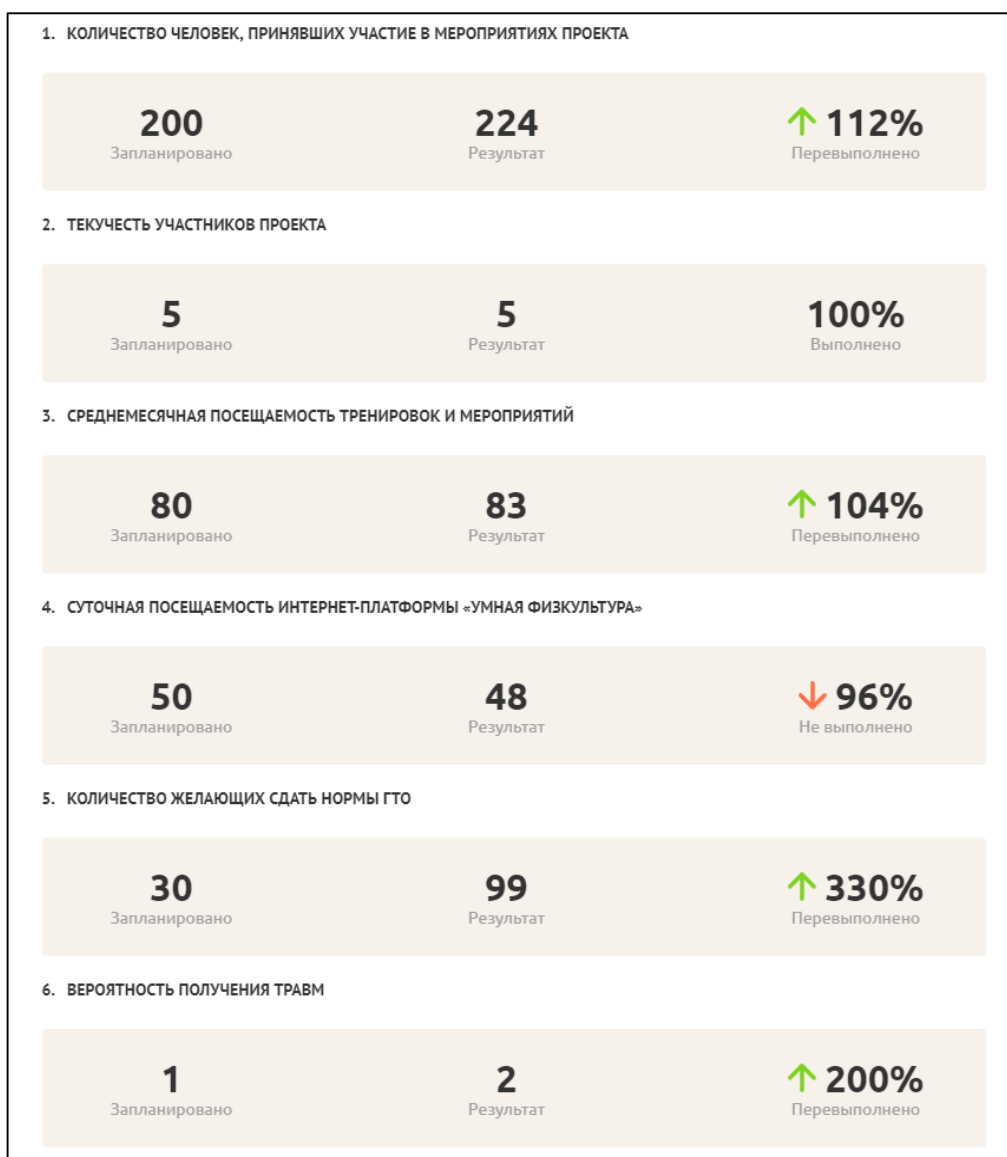 1. КОЛИЧЕСТВО ЧЕЛОВЕК, ПРИНЯВШИХ УЧАСТИЕ В МЕРОПРИЯТИЯХ ПРОЕКТА
200 224 112%
Запланировано Результат Перевыполнено
2. ТЕКУЧЕСТЬ УЧАСТНИКОВ ПРОЕКТА
5 5 100%
Запланировано Результат Выполнено
3. СРЕДНЕМЕСЯЧНАЯ ПОСЕЩАЕМОСТЬ ТРЕНИРОВОК И МЕРОПРИЯТИЙ
80 83 104%
Запланировано Результат Перевыполнено
4. СУТОЧНАЯ ПОСЕЩАЕМОСТЬ ИНТЕРНЕТ-ПЛАТФОРМЫ «УМНАЯ ФИЗКУЛЬТУРА»
50 48 96%
Запланировано Результат Не выполнено
5. КОЛИЧЕСТВО ЖЕЛАЮЩИХ СДАТЬ НОРМЫ ГТО
30 99 330%
Запланировано Результат Перевыполнено
6. ВЕРОЯТНОСТЬ ПОЛУЧЕНИЯ ТРАВМ
1 2 200%
Запланировано Результат Перевыполнено